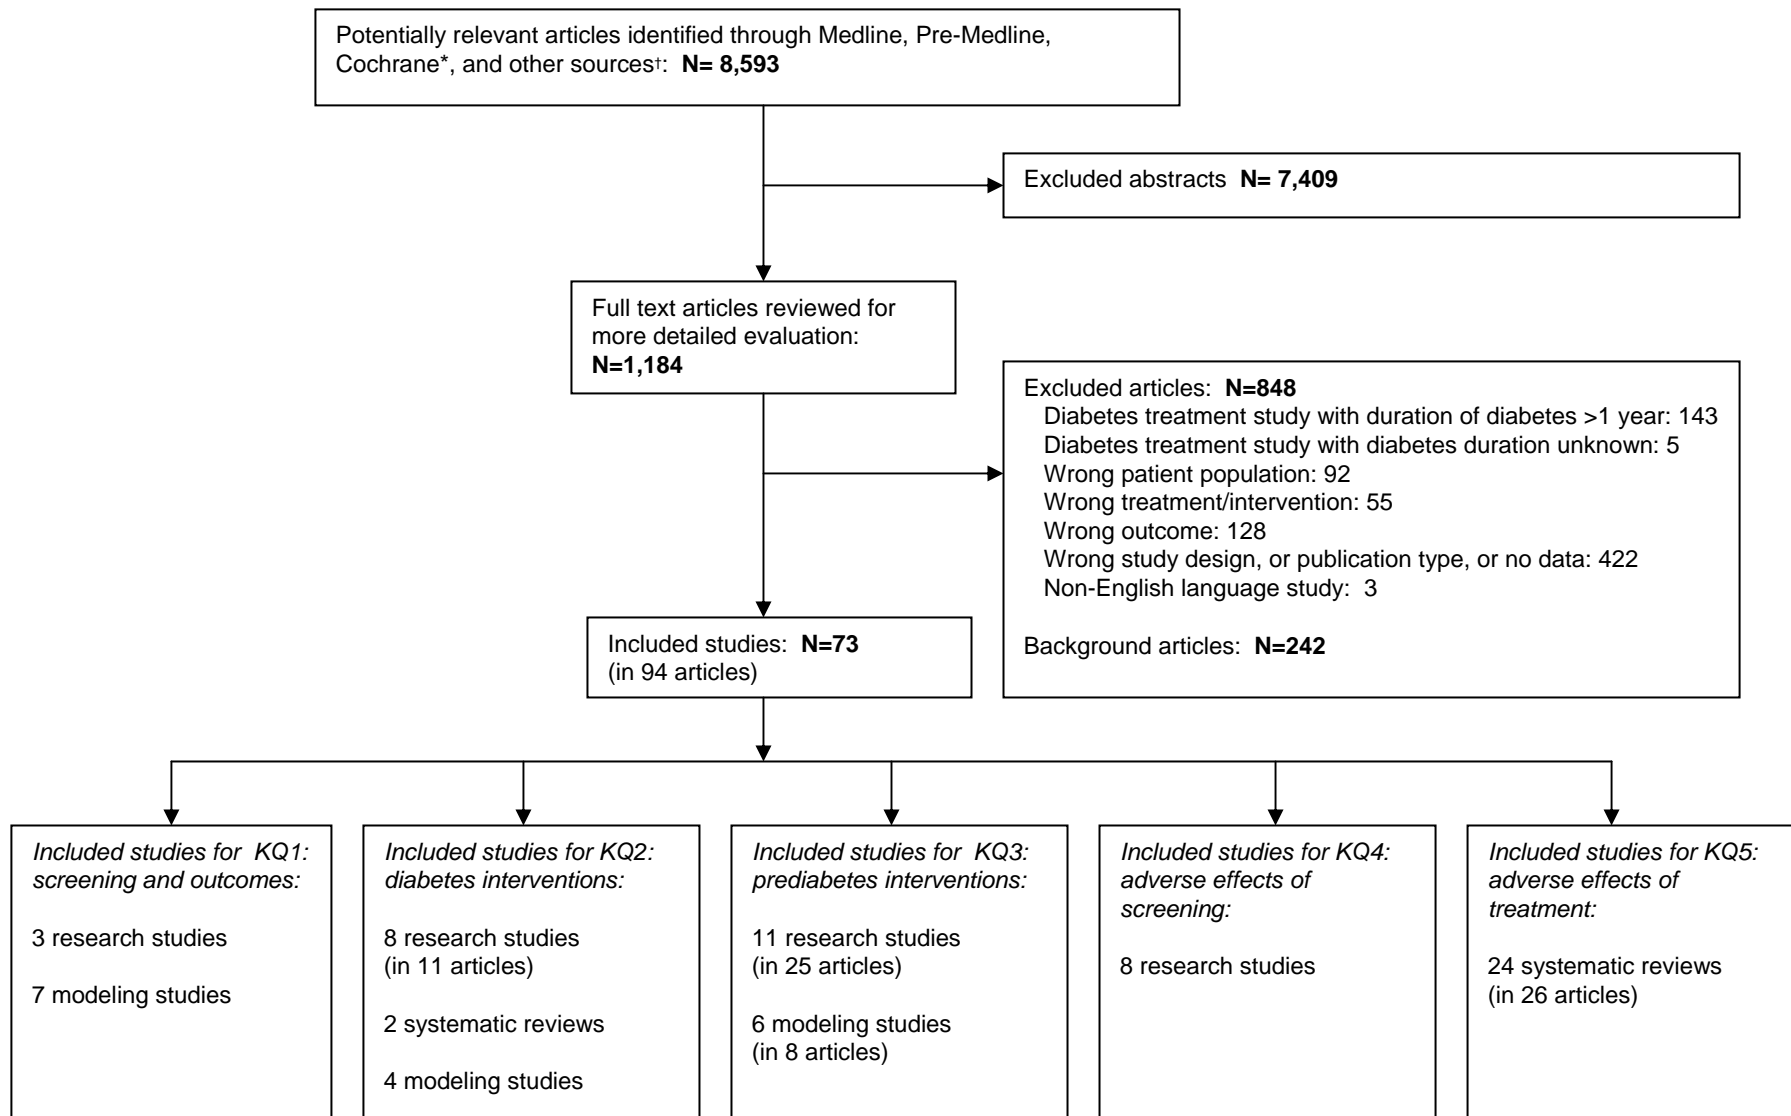 Potentially relevant articles identified through Medline, Pre-Medline,
Cochrane*, and other sources†: N= 8,593
Excluded abstracts N= 7,409
Full text articles reviewed for
more detailed evaluation:
N=1,184
Excluded articles: N=848
Diabetes treatment study with duration of diabetes >1 year: 143
Diabetes treatment study with diabetes duration unknown: 5
Wrong patient population: 92
Wrong treatment/intervention: 55
Wrong outcome: 128
Wrong study design, or publication type, or no data: 422
Non-English language study: 3
Background articles: N=242
Included studies: N=73
(in 94 articles)
Included studies for KQ1:
screening and outcomes:
3 research studies
7 modeling studies
Included studies for KQ2:
diabetes interventions:
8 research studies
(in 11 articles)
2 systematic reviews
4 modeling studies
Included studies for KQ3:
prediabetes interventions:
11 research studies
(in 25 articles)
6 modeling studies
(in 8 articles)
Included studies for KQ4:
adverse effects of
screening:
8 research studies
Included studies for KQ5:
adverse effects of
treatment:
24 systematic reviews
(in 26 articles)